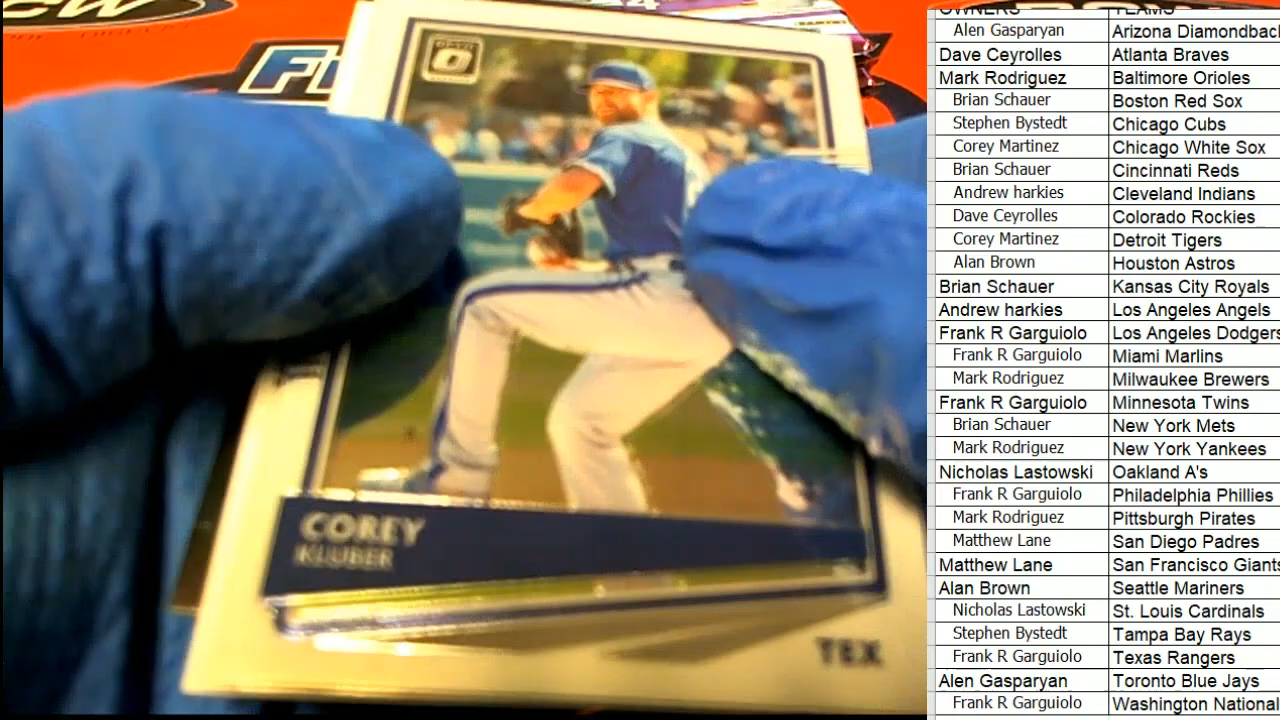 OWNERS TEAMS
Alen Gasparyan Arizona Diamondbac
Dave Ceyrolles Atlanta Braves
Mark Rodriguez Baltimore Orioles
Brian Schauer Boston Red Sox
Stephen Bystedt Chicago Cubs
Corey Martinez Chicago White Sox
Brian Schauer Cincinnati Reds
Andrew harkies Cleveland Indians
Dave Ceyrolles Colorado Rockies
Corey Martinez Detroit Tigers
Alan Brown Houston Astros
Brian Schauer Kansas City Royals
Andrew harkies Los Angeles Angels
Frank R Garguiolo Los Angeles Dodgers
Frank R Garguiolo Miami Marlins
Mark Rodriguez Milwaukee Brewers
Frank R Garguiolo Minnesota Twins
Brian Schauer New York Mets
Mark Rodriguez New York Yankees
Nicholas Lastowski Oakland A's
Frank R Garguiolo Philadelphia Phillies
Mark Rodriguez Pittsburgh Pirates
Matthew Lane San Diego Padres
Matthew Lane San Francisco Giants
Alan Brown Seattle Mariners
Nicholas Lastowski St. Louis Cardinals
Stephen Bystedt Tampa Bay Rays
Frank R Garguiolo Texas Rangers
Alen Gasparyan Toronto Blue Jays
Frank R Garguiolo Washington National
COREY
KLUBER
TEX